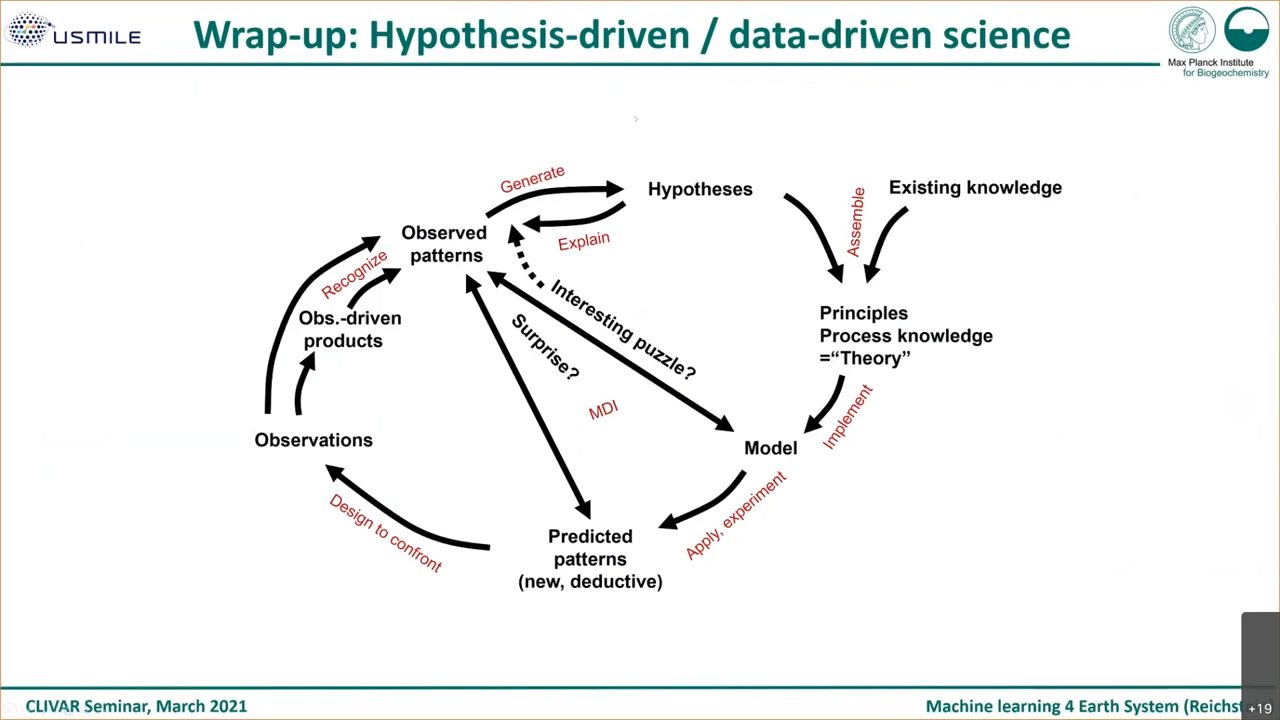 USMILE
Wrap-up: Hypothesis-driven / data-driven science
Max Planck Institute
for Biogeochemistry
Generate
Hypotheses
Existing knowledge
Assemble
Observed
patterns
Explain
Recognize
Interesting puzzle?
Obs.-driven
products
Surprise?
Principles
Process knowledge
="Theory"
MDI
Implement
Observations
Model
Design to confront
Apply, experiment
Predicted
patterns
(new, deductive)
CLIVAR Seminar, March 2021
Machine learning 4 Earth System
+19